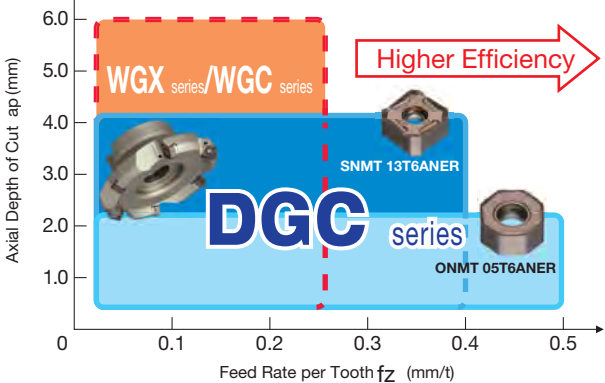 6.0
Higher Efficiency
5.0
WGX series/WGC series
4.0
SNMT 13T6ANER
3.0
DGC series
2.0
ONMT 05T6ANER
1.0
Axial Depth of Cut ap (mm)
0 0.1 0.2 0.3 0.4 0.5
Feed Rate per Tooth fz (mm/t)